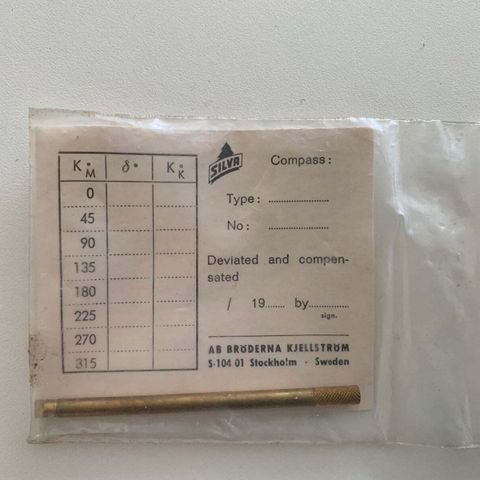 K°M δ° K°K
0
45
90
135
180
225
270
315
SILVA
Compass:
Type: ....................
No: ....................
Deviated and compen-
sated
/ 19....... by..............
sign.
AB BRÖDERNA KJELLSTRÖM
S-104 01 Stockholm · Sweden